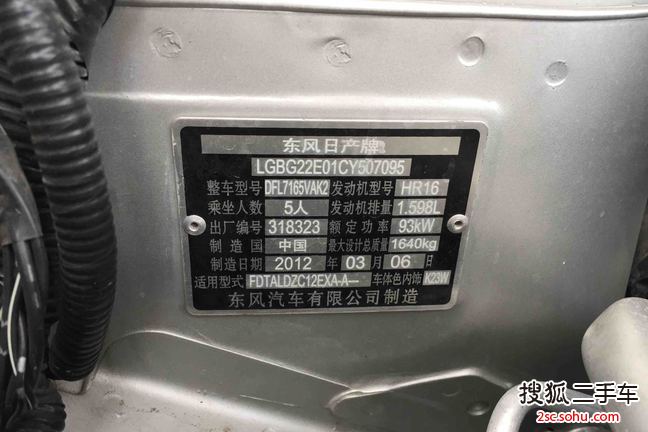 东风日产牌
LGBG22E01CY507095
整车型号 DFL7165VAK2 发动机型号 HR16
乘坐人数 5人 发动机排量 1.598L
出厂编号 318323 额定功率 93kW
制造国 中国 最大设计总质量 1640kg
制造日期 2012 年 03 月 06 日
适用型式 FDTALDZC12EXA-A— 车体色内饰 K23W
东风汽车有限公司制造
搜狐二手车
2sc.sohu.com